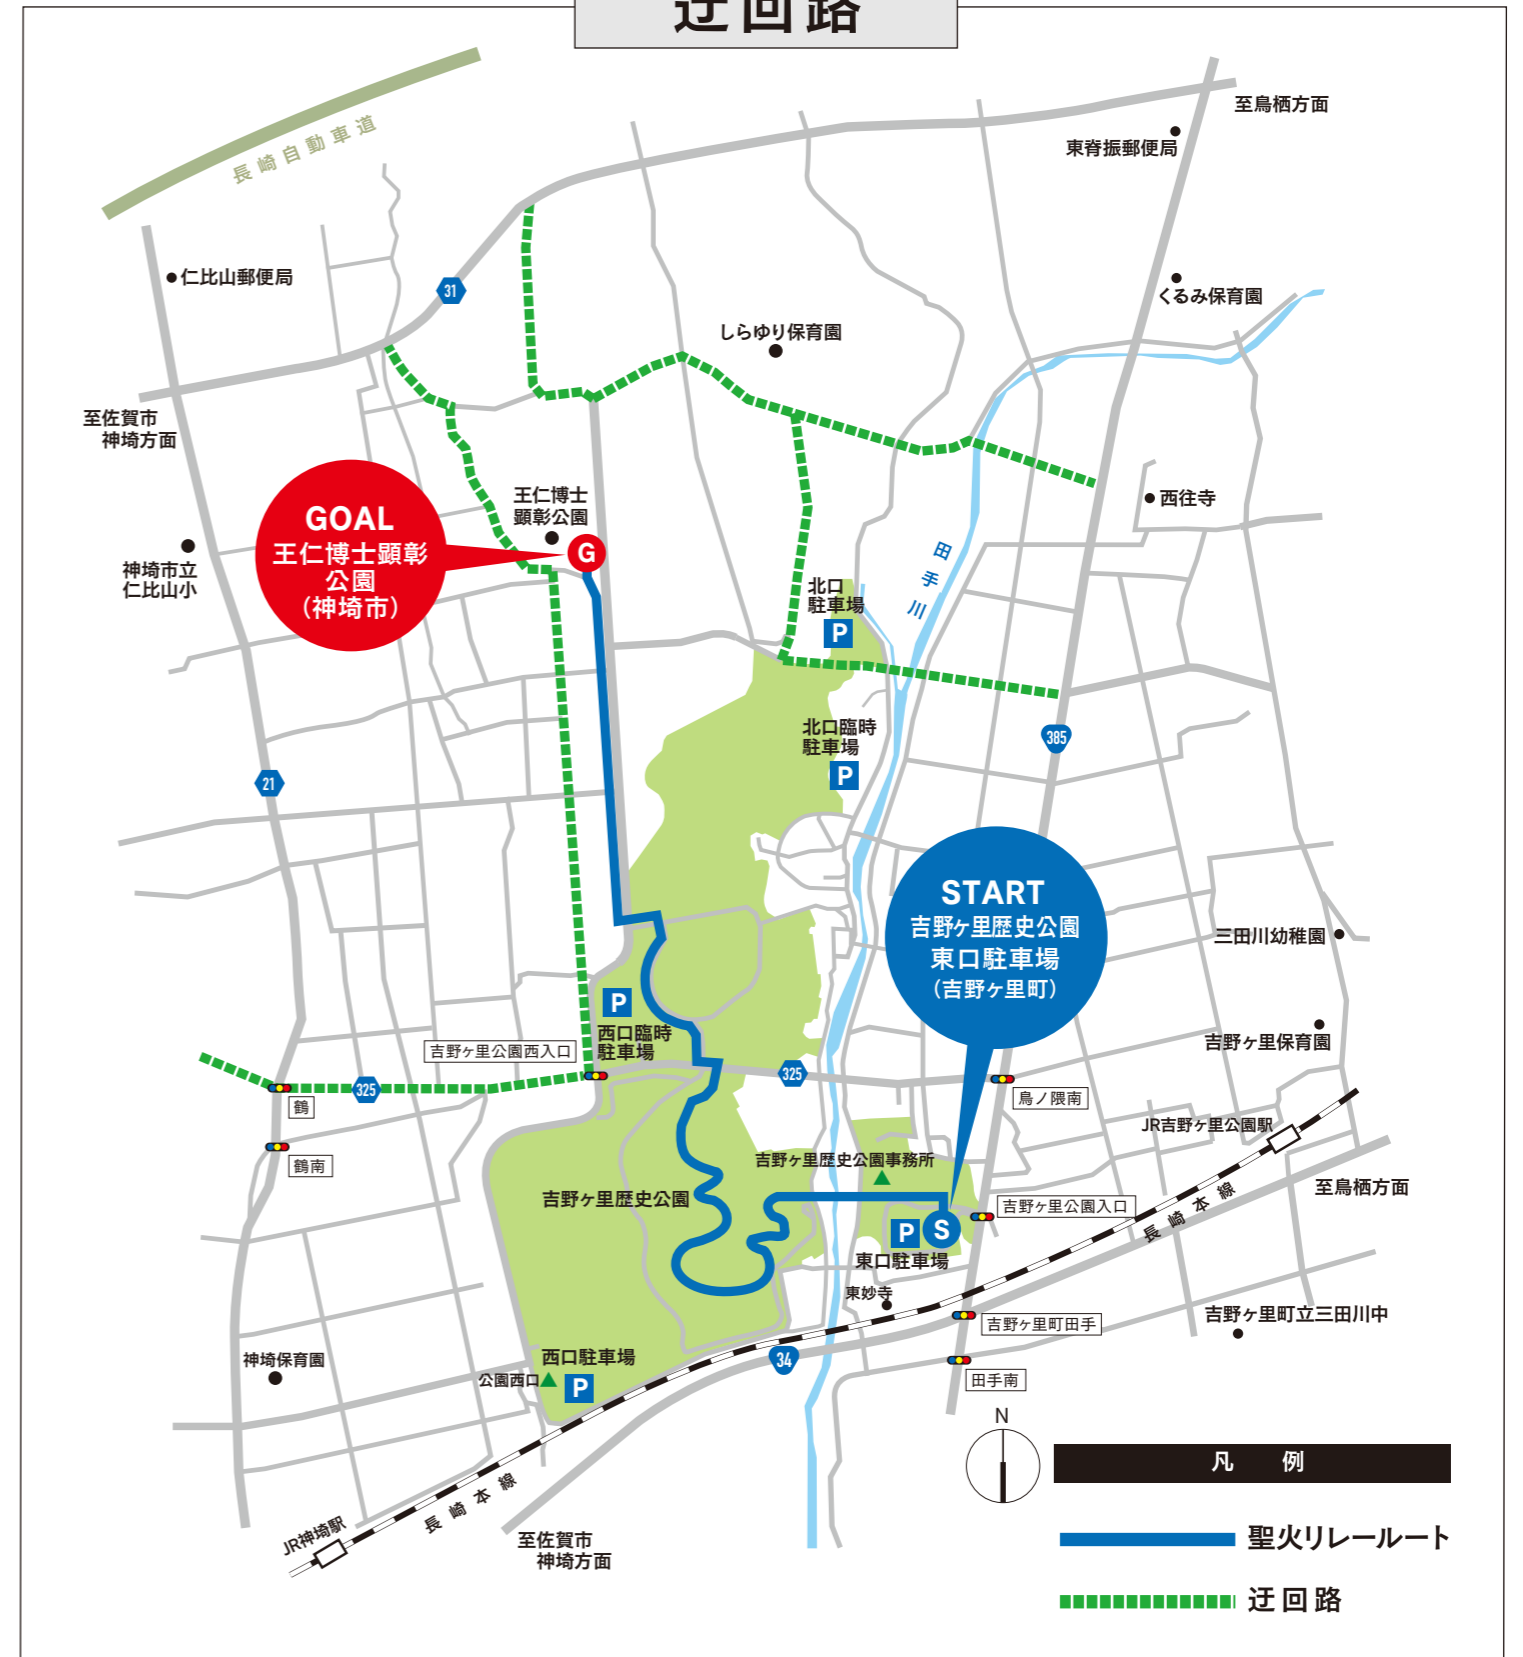 迂回路
長崎自動車道
至鳥栖方面
東脊振郵便局
仁比山郵便局
31
くるみ保育園
しらゆり保育園
至佐賀市
神埼方面
GOAL
王仁博士顕彰
公園
（神埼市）
王仁博士
顕彰公園
G
西往寺
神埼市立
仁比山小
田手川
北口
駐車場
P
北口臨時
駐車場
P
385
21
START
吉野ヶ里歴史公園
東口駐車場
（吉野ヶ里町）
三田川幼稚園
P
西口臨時
駐車場
吉野ヶ里公園西入口
吉野ヶ里保育園
325
325
鶴
鳥ノ隈南
鶴南
JR吉野ヶ里公園駅
吉野ヶ里歴史公園事務所
吉野ヶ里歴史公園
至鳥栖方面
吉野ヶ里公園入口
長崎本線
P
S
東口駐車場
東妙寺
吉野ヶ里町田手
吉野ヶ里町立三田川中
34
神埼保育園
西口駐車場
公園西口
P
田手南
N
凡例
長崎本線
JR神埼駅
至佐賀市
神埼方面
聖火リレールート
迂回路